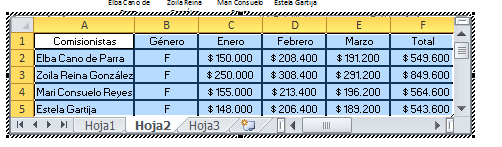 Elba Cano de Zoila Reina Mari Consuelo Estela Gartija
A B C D E F
1 Comisionistas Género Enero Febrero Marzo Total
2 Elba Cano de Parra F $ 150.000 $ 208.400 $ 191.200 $ 549.600
3 Zoila Reina González F $ 250.000 $ 308.400 $ 291.200 $ 849.600
4 Mari Consuelo Reyes F $ 155.000 $ 213.400 $ 196.200 $ 564.600
5 Estela Gartija F $ 148.000 $ 206.400 $ 189.200 $ 543.600
Hoja1 Hoja2 Hoja3